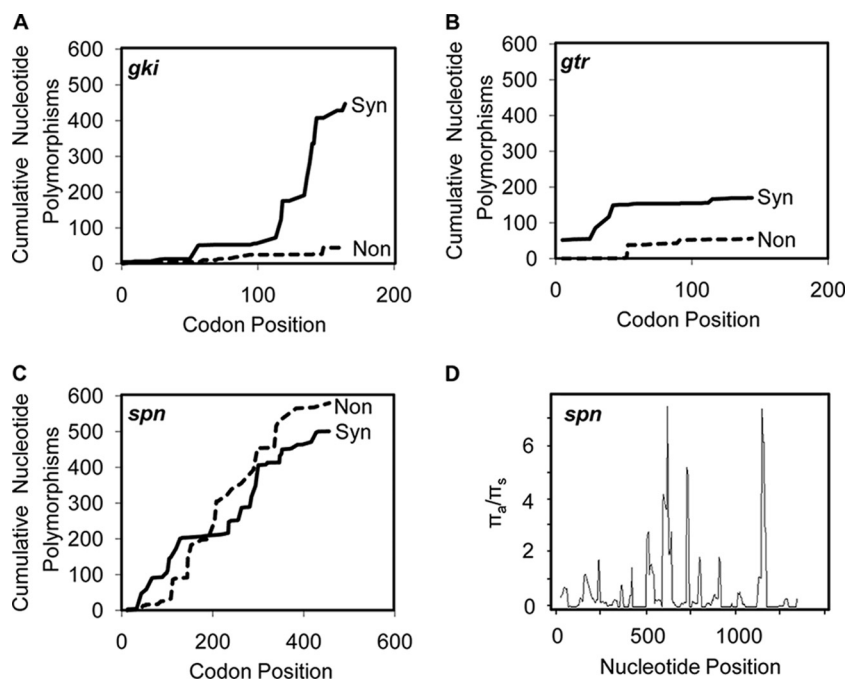 A
Cumulative Nucleotide
Polymorphisms
600
500
400
300
200
100
0
gki
Syn
Non
0
100
200
Codon Position
B
Cumulative Nucleotide
Polymorphisms
600
500
400
300
200
100
0
gtr
Syn
Non
0
100
200
Codon Position
C
Cumulative Nucleotide
Polymorphisms
600
500
400
300
200
100
0
spn
Non
Syn
0
200
400
600
Codon Position
D
πa/πs
6
4
2
0
spn
0
500
1000
Nucleotide Position